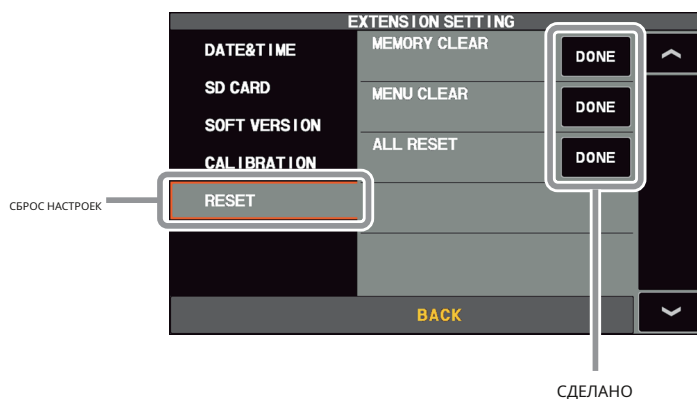 EXTENSION SETTING
DATE&TIME
MEMORY CLEAR
DONE
SD CARD
MENU CLEAR
DONE
SOFT VERSION
ALL RESET
DONE
CALIBRATION
СБРОС НАСТРОЕК
RESET
BACK
СДЕЛАНО